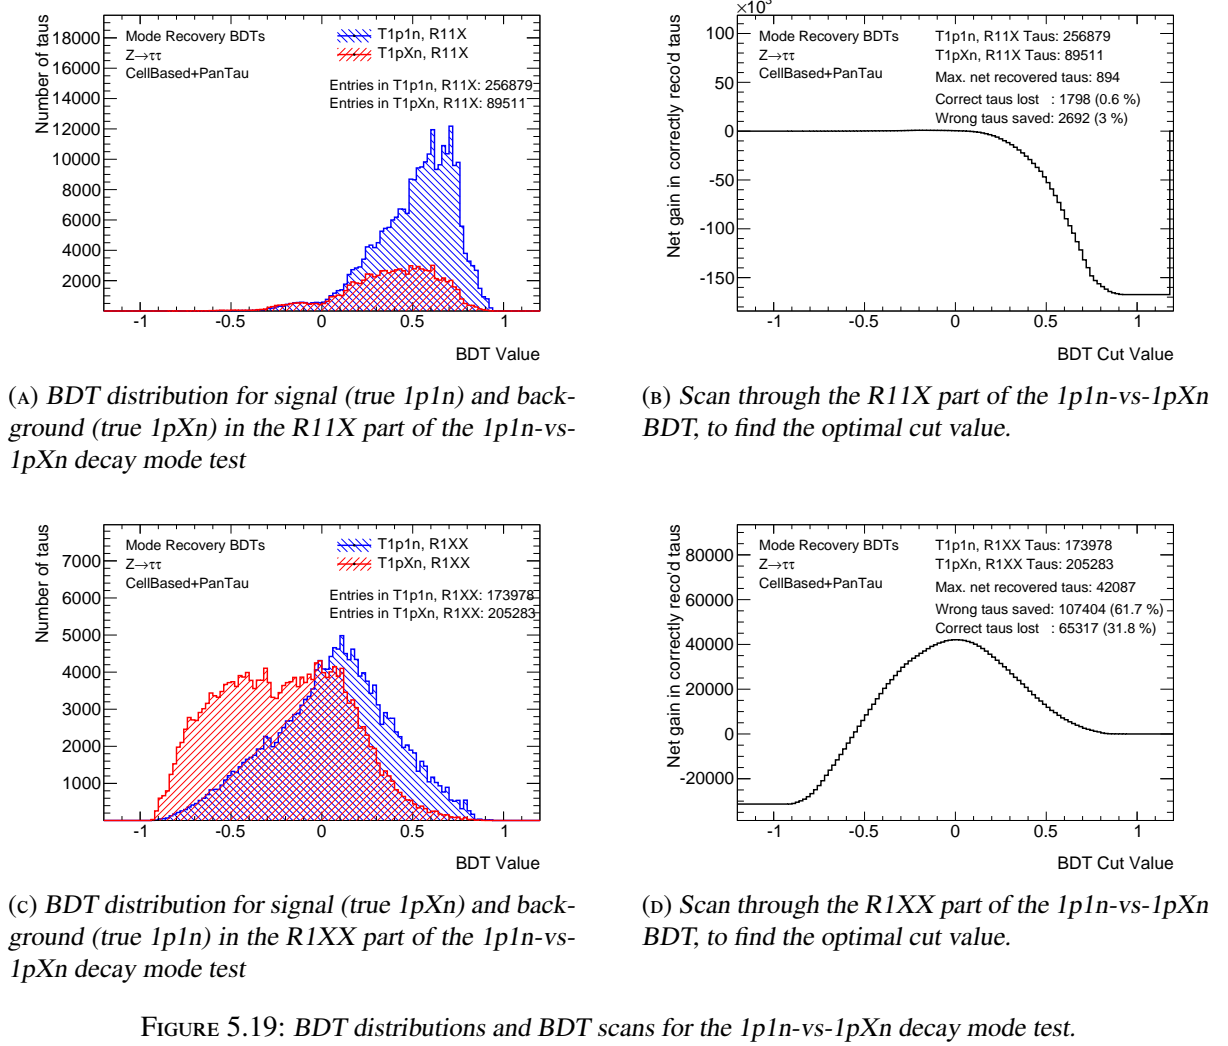 Number of taus
18000
16000
14000
12000
10000
8000
6000
4000
2000
Mode Recovery BDTs
Z→ττ
CellBased+PanTau
T1p1n, R11X
T1pXn, R11X
Entries in T1p1n, R11X: 256879
Entries in T1pXn, R11X: 89511
-1
-0.5
0
0.5
1
BDT Value
Net gain in correctly reco'd taus
×10³
100
50
0
-50
-100
-150
Mode Recovery BDTs
Z→ττ
CellBased+PanTau
T1p1n, R11X Taus: 256879
T1pXn, R11X Taus: 89511
Max. net recovered taus: 894
Correct taus lost : 1798 (0.6 %)
Wrong taus saved: 2692 (3 %)
-1
-0.5
0
0.5
1
BDT Cut Value
(A) BDT distribution for signal (true 1p1n) and back-
ground (true 1pXn) in the R11X part of the 1p1n-vs-
1pXn decay mode test
(B) Scan through the R11X part of the 1p1n-vs-1pXn
BDT, to find the optimal cut value.
Number of taus
7000
6000
5000
4000
3000
2000
1000
Mode Recovery BDTs
Z→ττ
CellBased+PanTau
T1p1n, R1XX
T1pXn, R1XX
Entries in T1p1n, R1XX: 173978
Entries in T1pXn, R1XX: 205283
-1
-0.5
0
0.5
1
BDT Value
Net gain in correctly reco'd taus
80000
60000
40000
20000
0
-20000
Mode Recovery BDTs
Z→ττ
CellBased+PanTau
T1p1n, R1XX Taus: 173978
T1pXn, R1XX Taus: 205283
Max. net recovered taus: 42087
Wrong taus saved: 107404 (61.7 %)
Correct taus lost : 65317 (31.8 %)
-1
-0.5
0
0.5
1
BDT Cut Value
(C) BDT distribution for signal (true 1pXn) and back-
ground (true 1p1n) in the R1XX part of the 1p1n-vs-
1pXn decay mode test
(D) Scan through the R1XX part of the 1p1n-vs-1pXn
BDT, to find the optimal cut value.
FIGURE 5.19: BDT distributions and BDT scans for the 1p1n-vs-1pXn decay mode test.